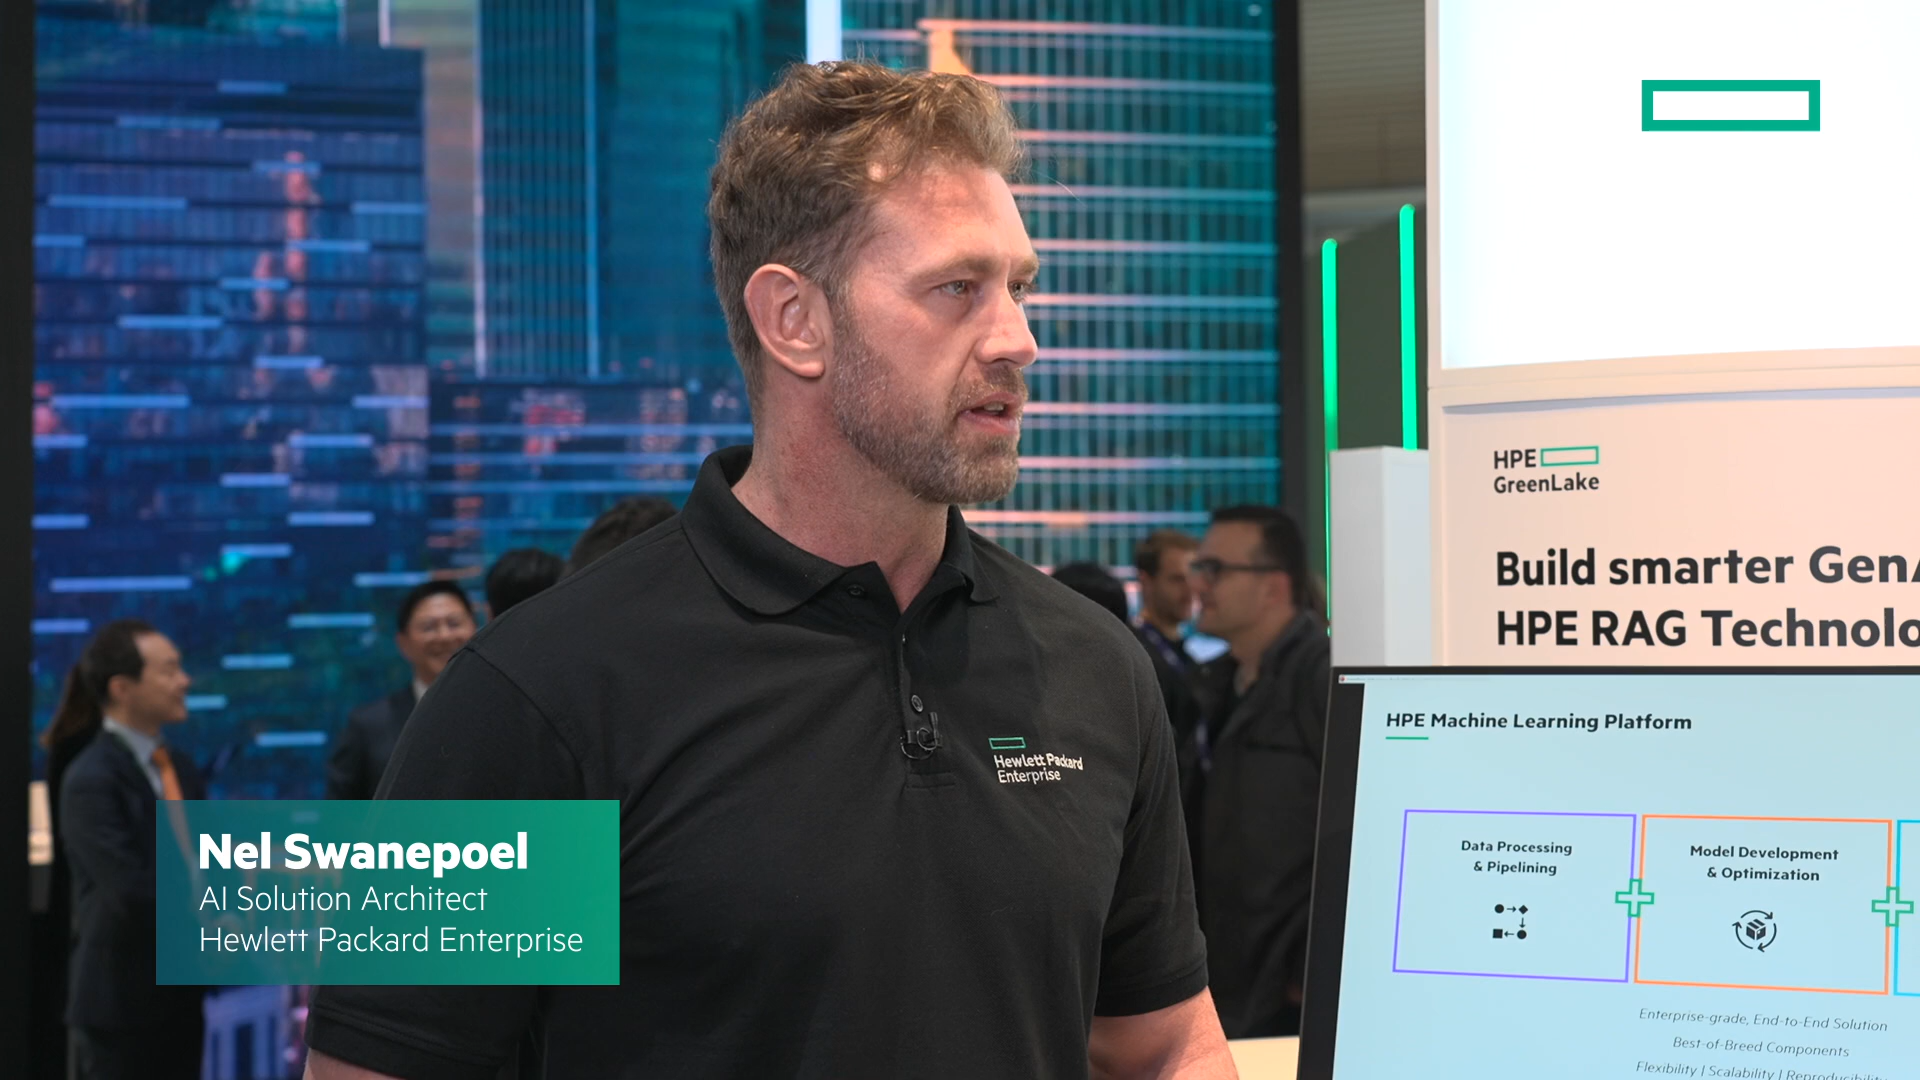 HPE
GreenLake
Build smarter Gen
HPE RAG Technolo
HPE Machine Learning Platform
Data Processing
& Pipelining
Model Development
& Optimization
Enterprise-grade, End-to-End Solution
Best-of-Breed Components
Flexibility | Scalability | Reproducibility
Hewlett Packard
Enterprise
Nel Swanepoel
AI Solution Architect
Hewlett Packard Enterprise